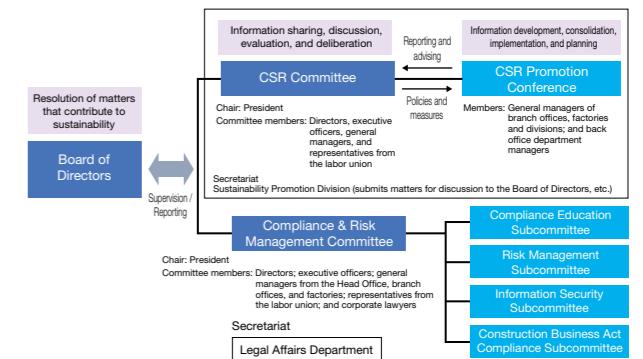 Information sharing, discussion,
evaluation, and deliberation
Reporting and
advising
Information development, consolidation,
implementation, and planning
CSR Committee
CSR Promotion
Conference
Policies and
measures
Chair: President
Committee members: Directors, executive
officers, general
managers, and
representatives from
the labor union
Members: General managers of
branch offices, factories
and divisions; and back
office department
managers
Secretariat
Sustainability Promotion Division (submits matters for discussion to the Board of Directors, etc.)
Resolution of matters
that contribute to
sustainability
Board of
Directors
Supervision /
Reporting
Compliance & Risk
Management Committee
Chair: President
Committee members: Directors; executive officers; general
managers from the Head Office, branch
offices, and factories; representatives from
the labor union; and corporate lawyers
Secretariat
Legal Affairs Department
Compliance Education
Subcommittee
Risk Management
Subcommittee
Information Security
Subcommittee
Construction Business Act
Compliance Subcommittee